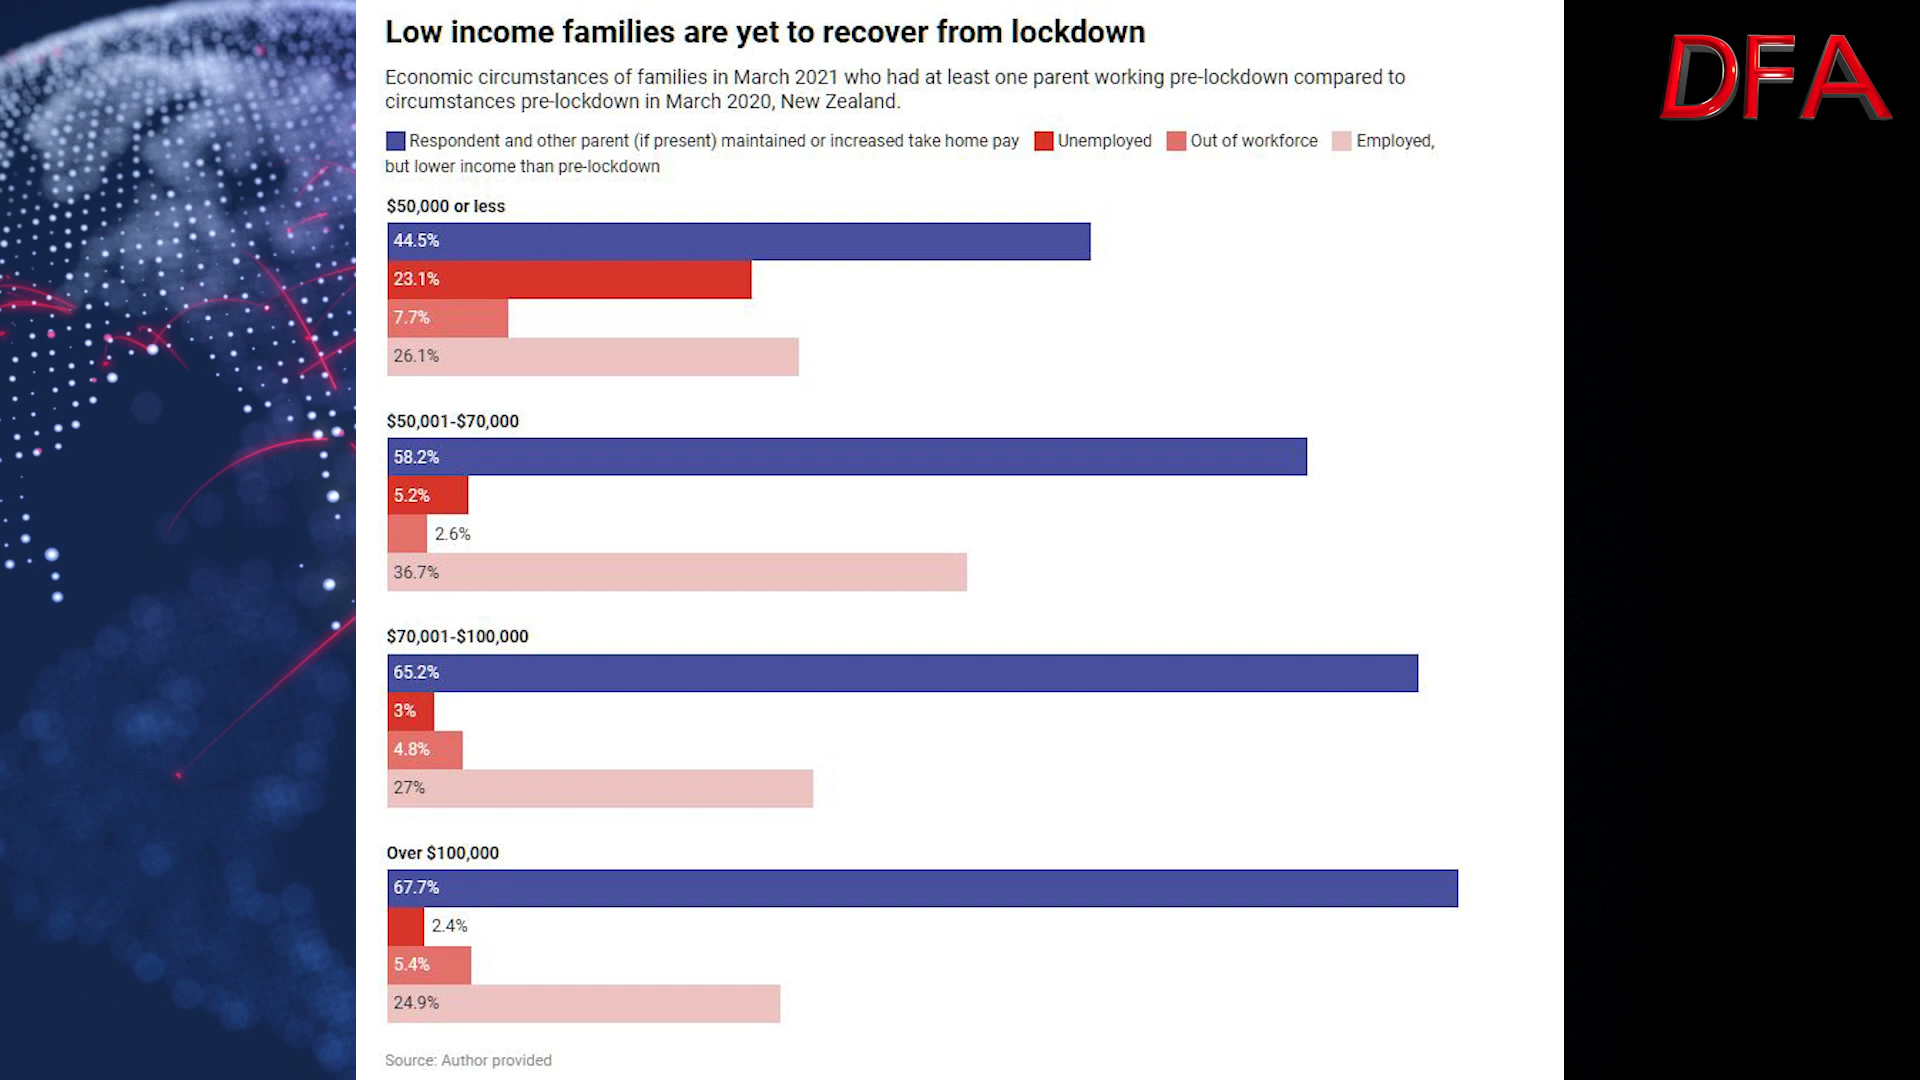 Low income families are yet to recover from lockdown
DFA
Economic circumstances of families in March 2021 who had at least one parent working pre-lockdown compared to
circumstances pre-lockdown in March 2020, New Zealand.
Respondent and other parent (if present) maintained or increased take home pay Unemployed Out of workforce Employed,
but lower income than pre-lockdown
$50,000 or less
44.5%
23.1%
7.7%
26.1%
$50,001-$70,000
58.2%
5.2%
2.6%
36.7%
$70,001-$100,000
65.2%
3%
4.8%
27%
Over $100,000
67.7%
2.4%
5.4%
24.9%
Source: Author provided